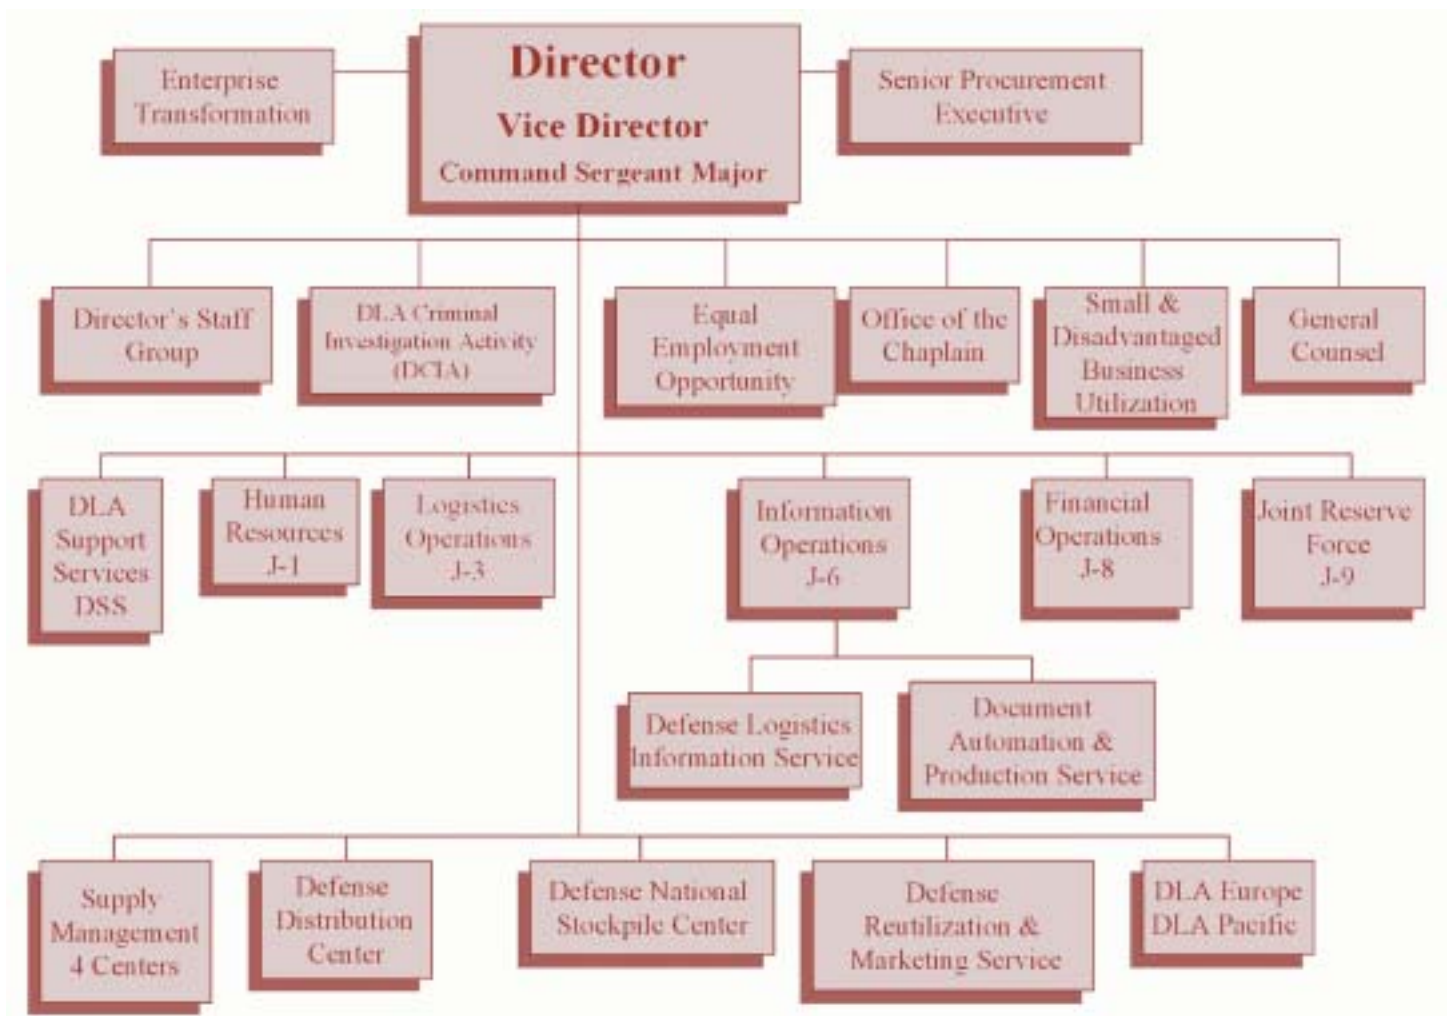 Director
Vice Director
Command Sergeant Major
Enterprise
Transformation
Senior Procurement
Executive
Director's Staff
Group
DLA Criminal
Investigation Activity
(DCIA)
Equal
Employment
Opportunity
Office of the
Chaplain
Small &
Disadvantaged
Business
Utilization
General
Counsel
DLA
Support
Services
DSS
Human
Resources
J-1
Logistics
Operations
J-3
Information
Operations
J-6
Financial
Operations
J-8
Joint Reserve
Force
J-9
Defense Logistics
Information Service
Document
Automation &
Production Service
Supply
Management
4 Centers
Defense
Distribution
Center
Defense National
Stockpile Center
Defense
Reutilization &
Marketing Service
DLA Europe
DLA Pacific